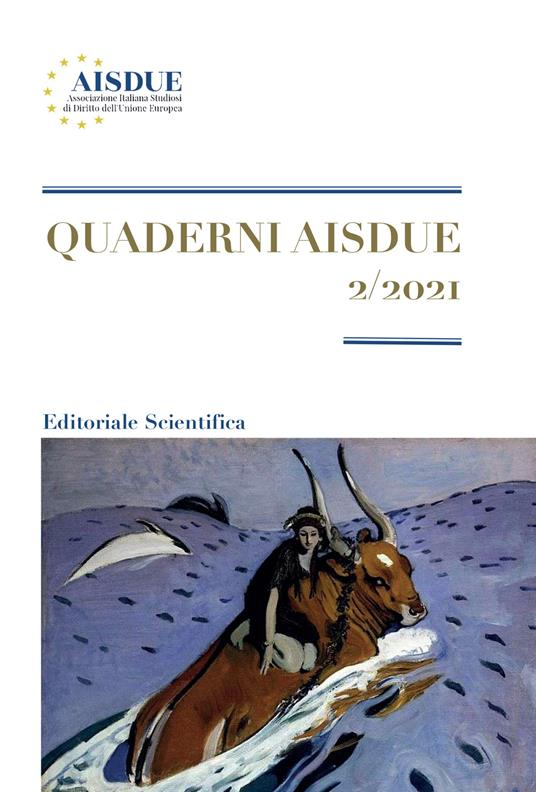 AISDUE
Associazione Italiana Studiosi
di Diritto dell'Unione Europea
QUADERNI AISDUE
2/2021
Editoriale Scientifica